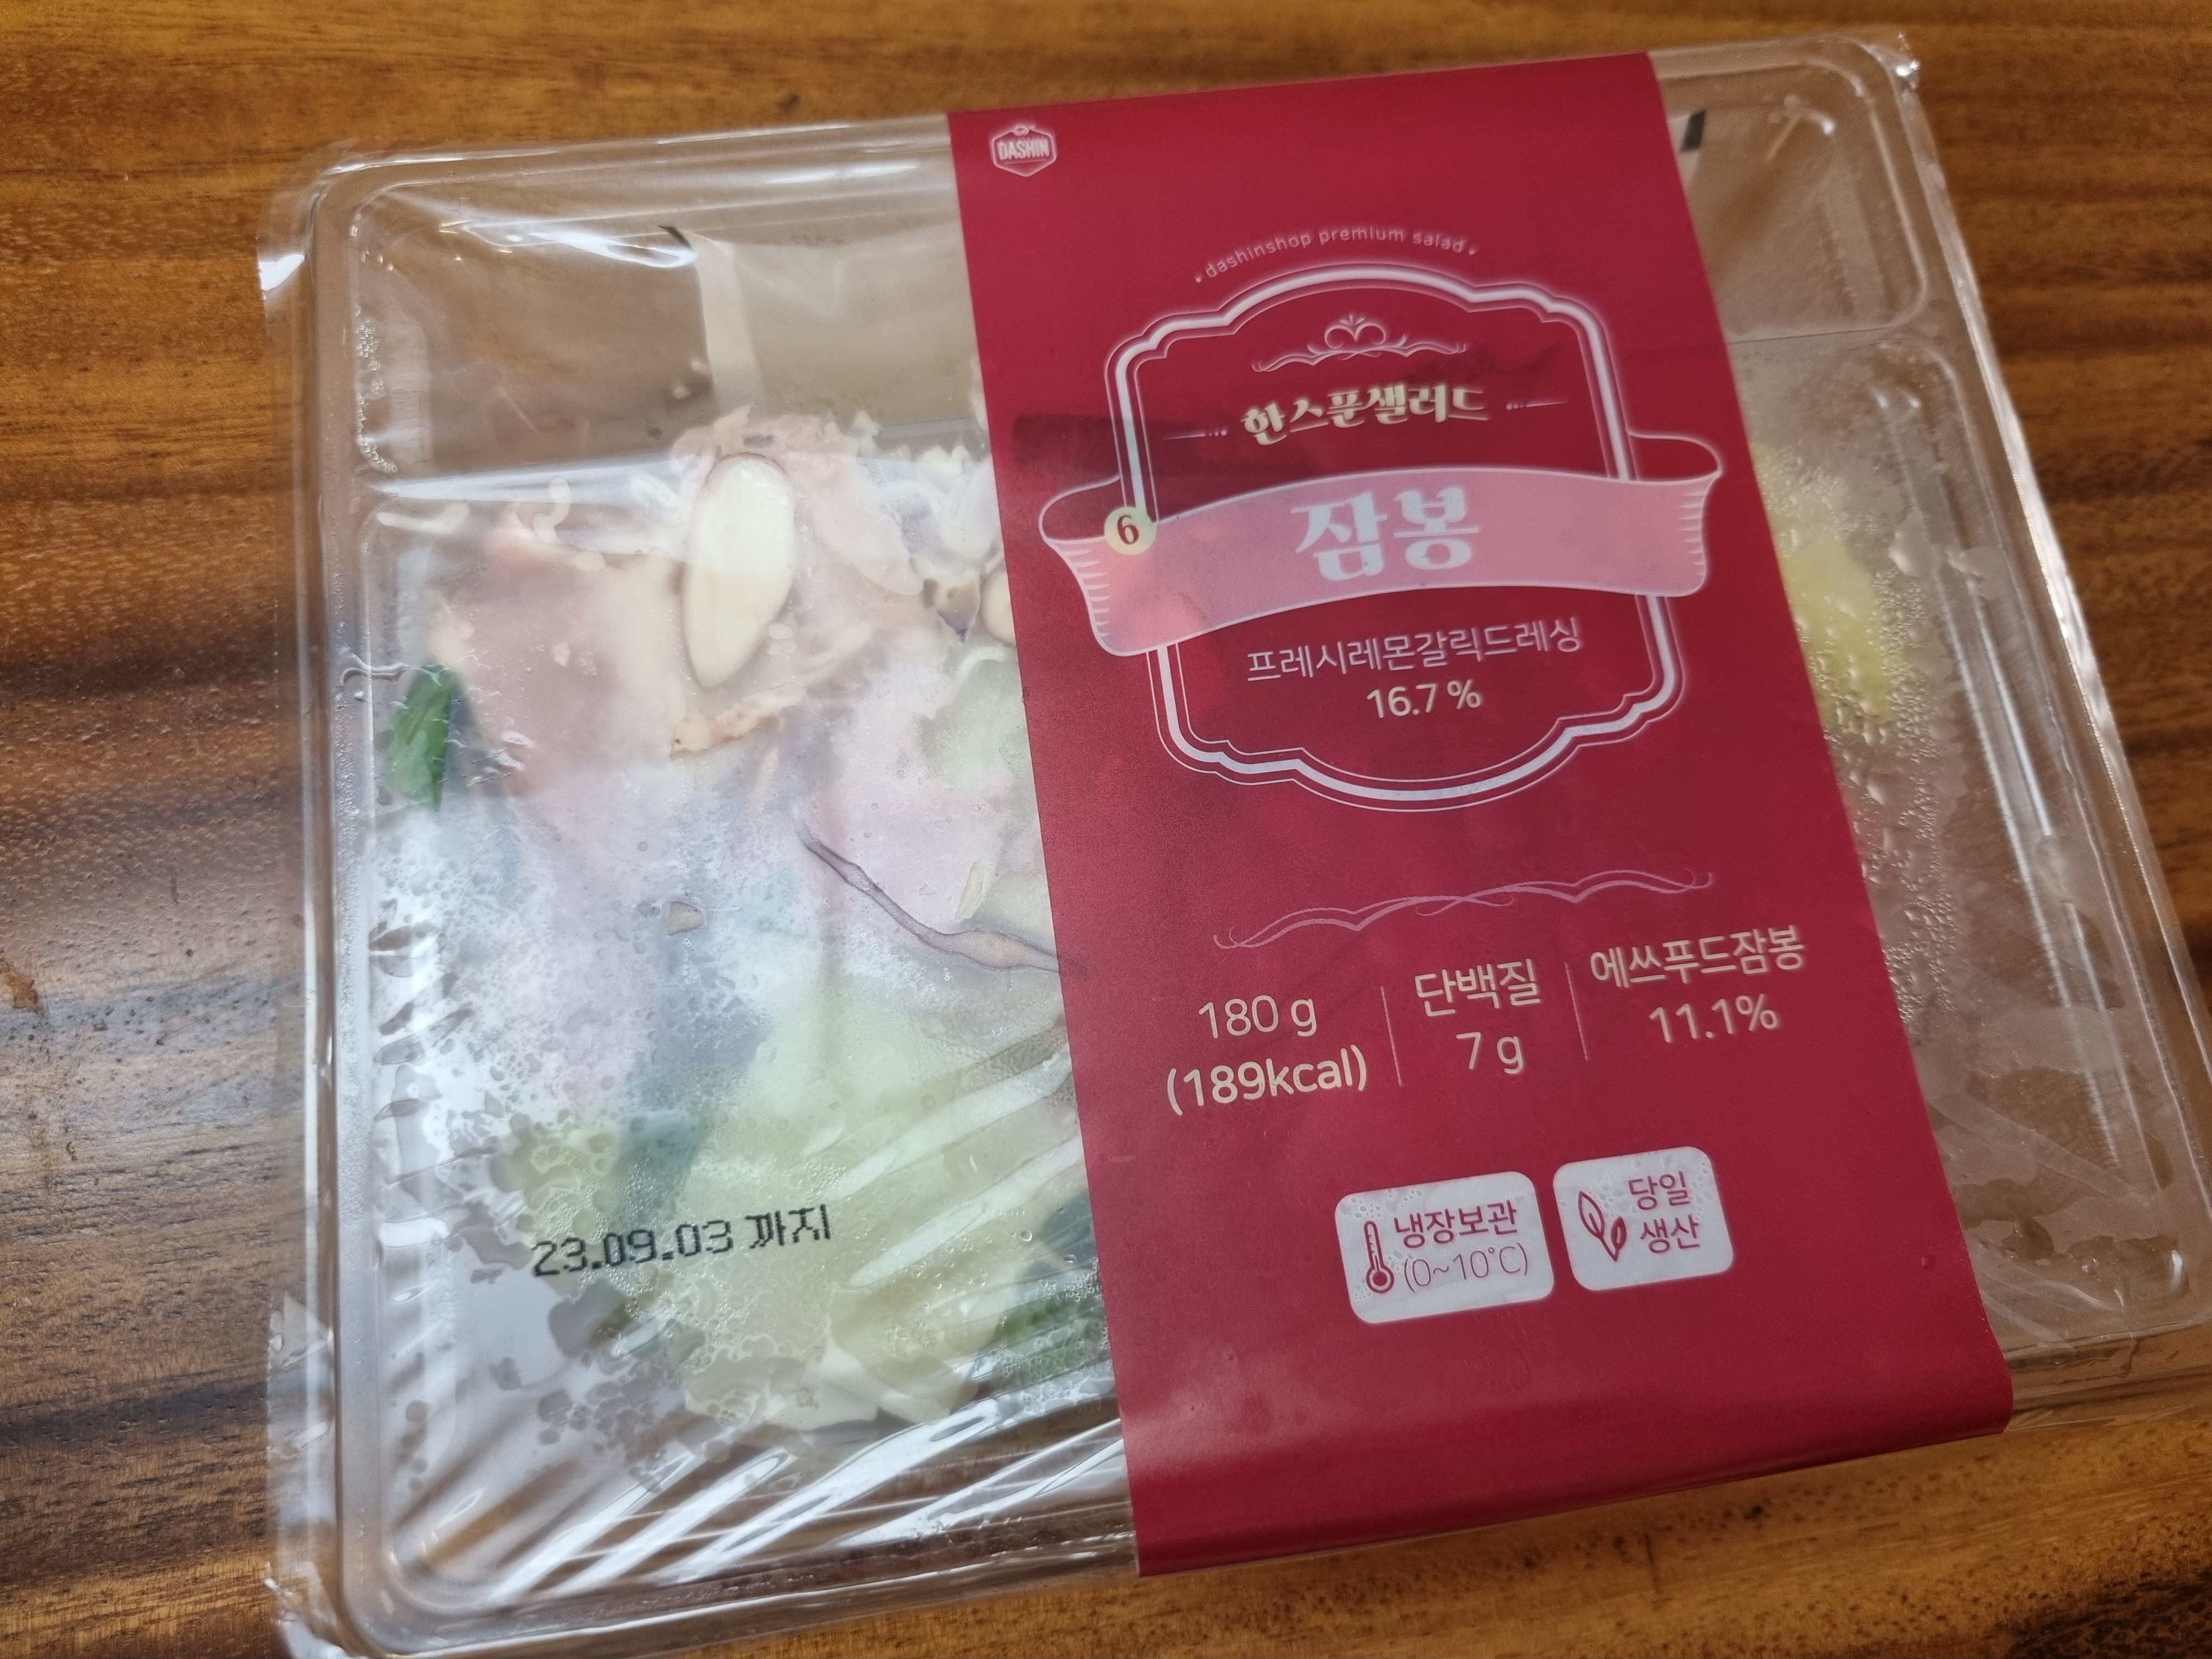 DASHIN
dashinshop premium salad
한스푼샐러드
6
잠봉
프레시레몬갈릭드레싱
16.7 %
180 g
(189kcal)
단백질
7 g
에쓰푸드잠봉
11.1%
냉장보관
(0~10℃)
당일
생산
23.09.03 까지